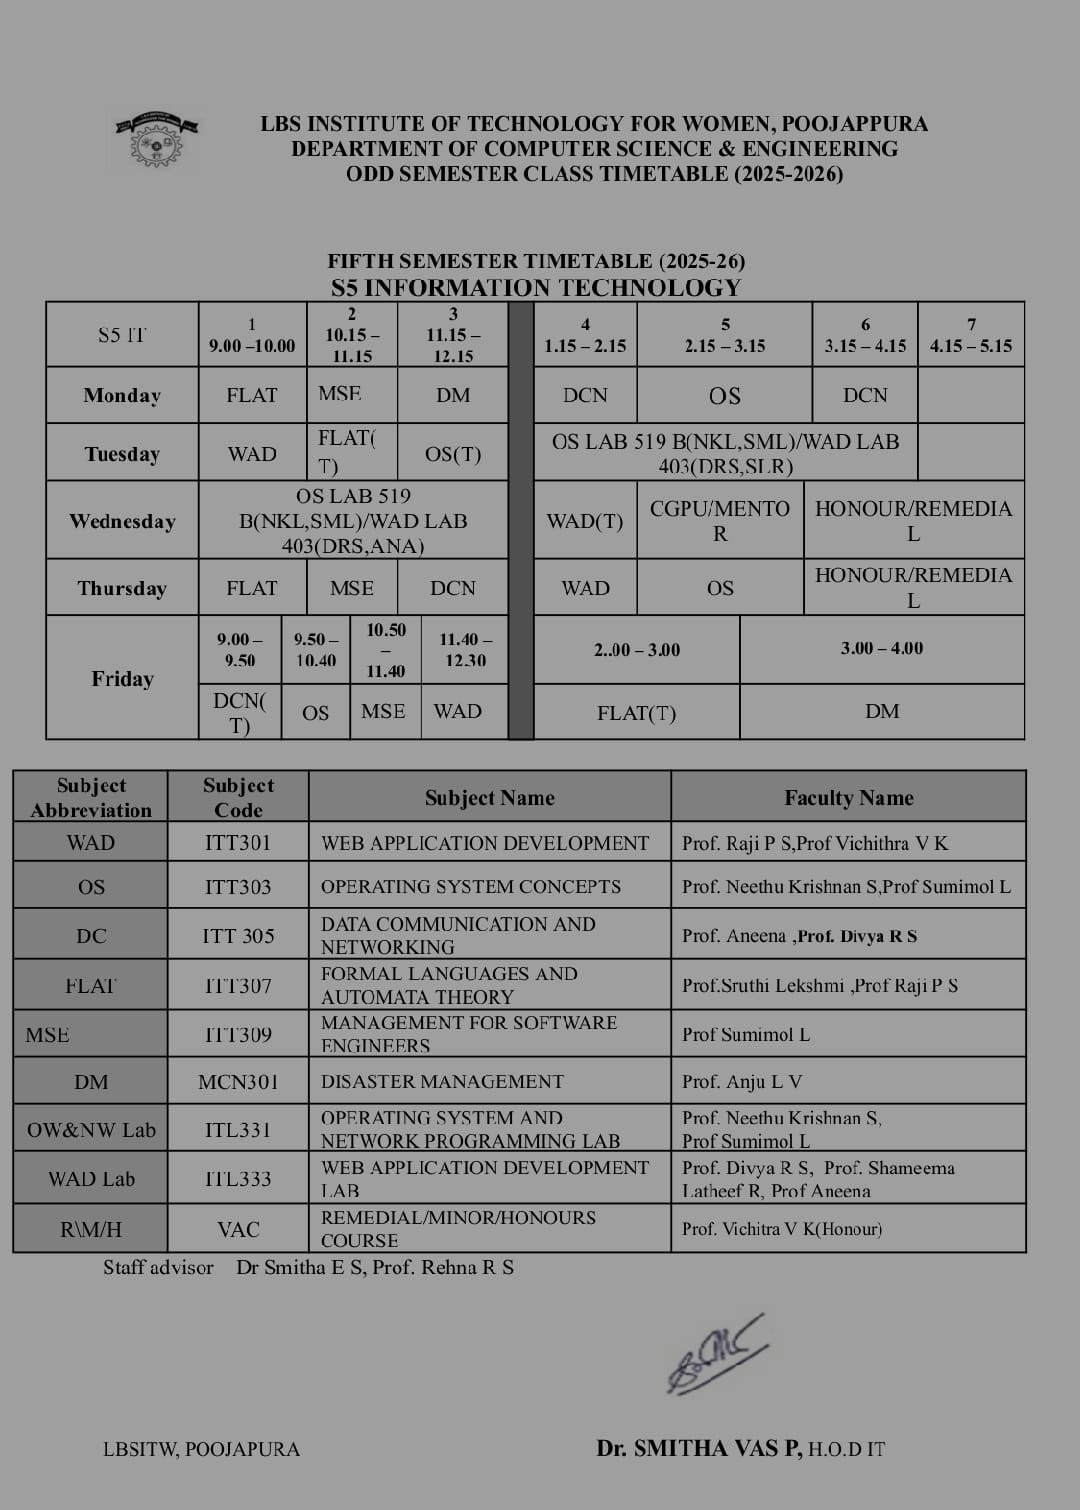 LBS INSTITUTE OF TECHNOLOGY FOR WOMEN, POOJAPPURA
DEPARTMENT OF COMPUTER SCIENCE & ENGINEERING
ODD SEMESTER CLASS TIMETABLE (2025-2026)
FIFTH SEMESTER TIMETABLE (2025-26)
S5 INFORMATION TECHNOLOGY
S5 IT
1
9.00 –10.00
2
10.15 –
11.15
3
11.15 –
12.15
4
1.15 – 2.15
5
2.15 – 3.15
6
3.15 – 4.15
7
4.15 – 5.15
Monday
FLAT
MSE
DM
DCN
OS
DCN
Tuesday
WAD
FLAT(
T)
OS(T)
OS LAB 519 B(NKL,SML)/WAD LAB
403(DRS,SLR)
Wednesday
OS LAB 519
B(NKL,SML)/WAD LAB
403(DRS,ANA)
WAD(T)
CGPU/MENTO
R
HONOUR/REMEDIA
L
Thursday
FLAT
MSE
DCN
WAD
OS
HONOUR/REMEDIA
L
Friday
9.00 –
9.50
9.50 –
10.40
10.50
–
11.40
11.40 –
12.30
2..00 – 3.00
3.00 – 4.00
DCN(
T)
OS
MSE
WAD
FLAT(T)
DM
Subject
Abbreviation
Subject
Code
Subject Name
Faculty Name
WAD
ITT301
WEB APPLICATION DEVELOPMENT
Prof. Raji P S,Prof Vichithra V K
OS
ITT303
OPERATING SYSTEM CONCEPTS
Prof. Neethu Krishnan S,Prof Sumimol L
DC
ITT 305
DATA COMMUNICATION AND
NETWORKING
Prof. Aneena ,Prof. Divya R S
FLAT
ITT307
FORMAL LANGUAGES AND
AUTOMATA THEORY
Prof.Sruthi Lekshmi ,Prof Raji P S
MSE
ITT309
MANAGEMENT FOR SOFTWARE
ENGINEERS
Prof Sumimol L
DM
MCN301
DISASTER MANAGEMENT
Prof. Anju L V
OW&NW Lab
ITL331
OPERATING SYSTEM AND
NETWORK PROGRAMMING LAB
Prof. Neethu Krishnan S,
Prof Sumimol L
WAD Lab
ITL333
WEB APPLICATION DEVELOPMENT
LAB
Prof. Divya R S, Prof. Shameema
Latheef R, Prof Aneena
R\M/H
VAC
REMEDIAL/MINOR/HONOURS
COURSE
Prof. Vichitra V K(Honour)
Staff advisor Dr Smitha E S, Prof. Rehna R S
LBSITW, POOJAPURA
Dr. SMITHA VAS P, H.O.D IT